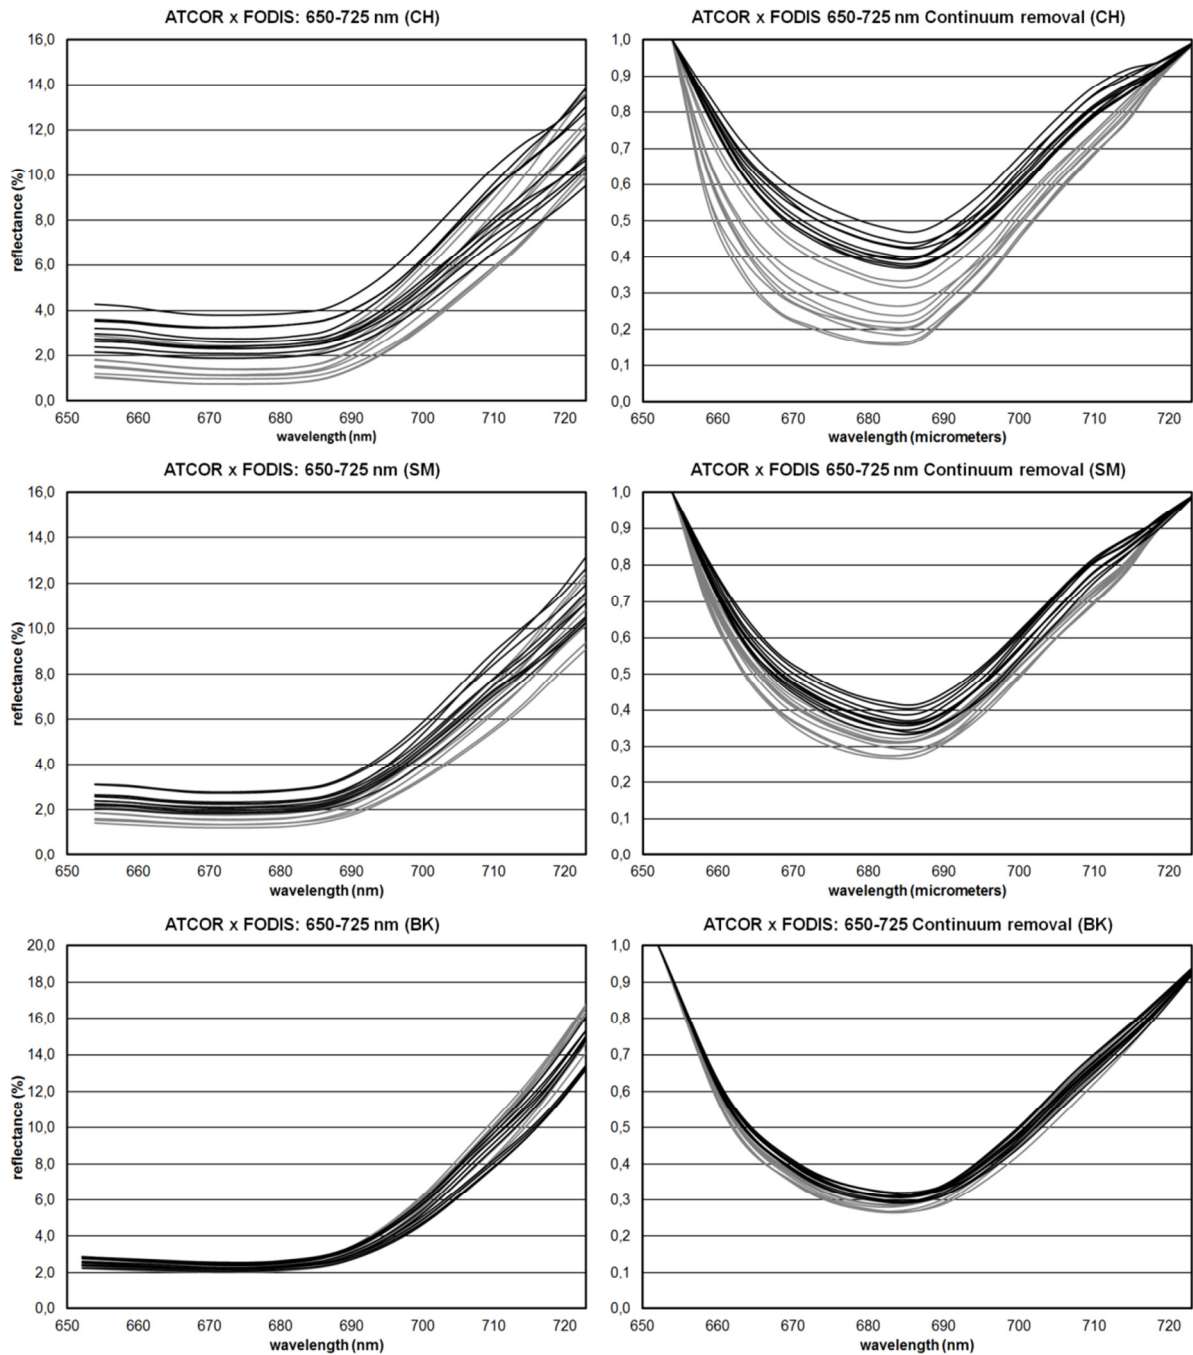 ATCOR x FODIS: 650-725 nm (CH)
16,0
14,0
12,0
10,0
8,0
6,0
4,0
2,0
0,0
reflectance (%)
650 660 670 680 690 700 710 720
wavelength (nm)
ATCOR x FODIS 650-725 nm Continuum removal (CH)
1,0
0,9
0,8
0,7
0,6
0,5
0,4
0,3
0,2
0,1
0,0
650 660 670 680 690 700 710 720
wavelength (micrometers)
ATCOR x FODIS: 650-725 nm (SM)
16,0
14,0
12,0
10,0
8,0
6,0
4,0
2,0
0,0
reflectance (%)
650 660 670 680 690 700 710 720
wavelength (nm)
ATCOR x FODIS 650-725 nm Continuum removal (SM)
1,0
0,9
0,8
0,7
0,6
0,5
0,4
0,3
0,2
0,1
0,0
650 660 670 680 690 700 710 720
wavelength (micrometers)
ATCOR x FODIS: 650-725 nm (BK)
20,0
18,0
16,0
14,0
12,0
10,0
8,0
6,0
4,0
2,0
0,0
reflectance (%)
650 660 670 680 690 700 710 720
wavelength (nm)
ATCOR x FODIS: 650-725 Continuum removal (BK)
1,0
0,9
0,8
0,7
0,6
0,5
0,4
0,3
0,2
0,1
0,0
650 660 670 680 690 700 710 720
wavelength (micrometers)